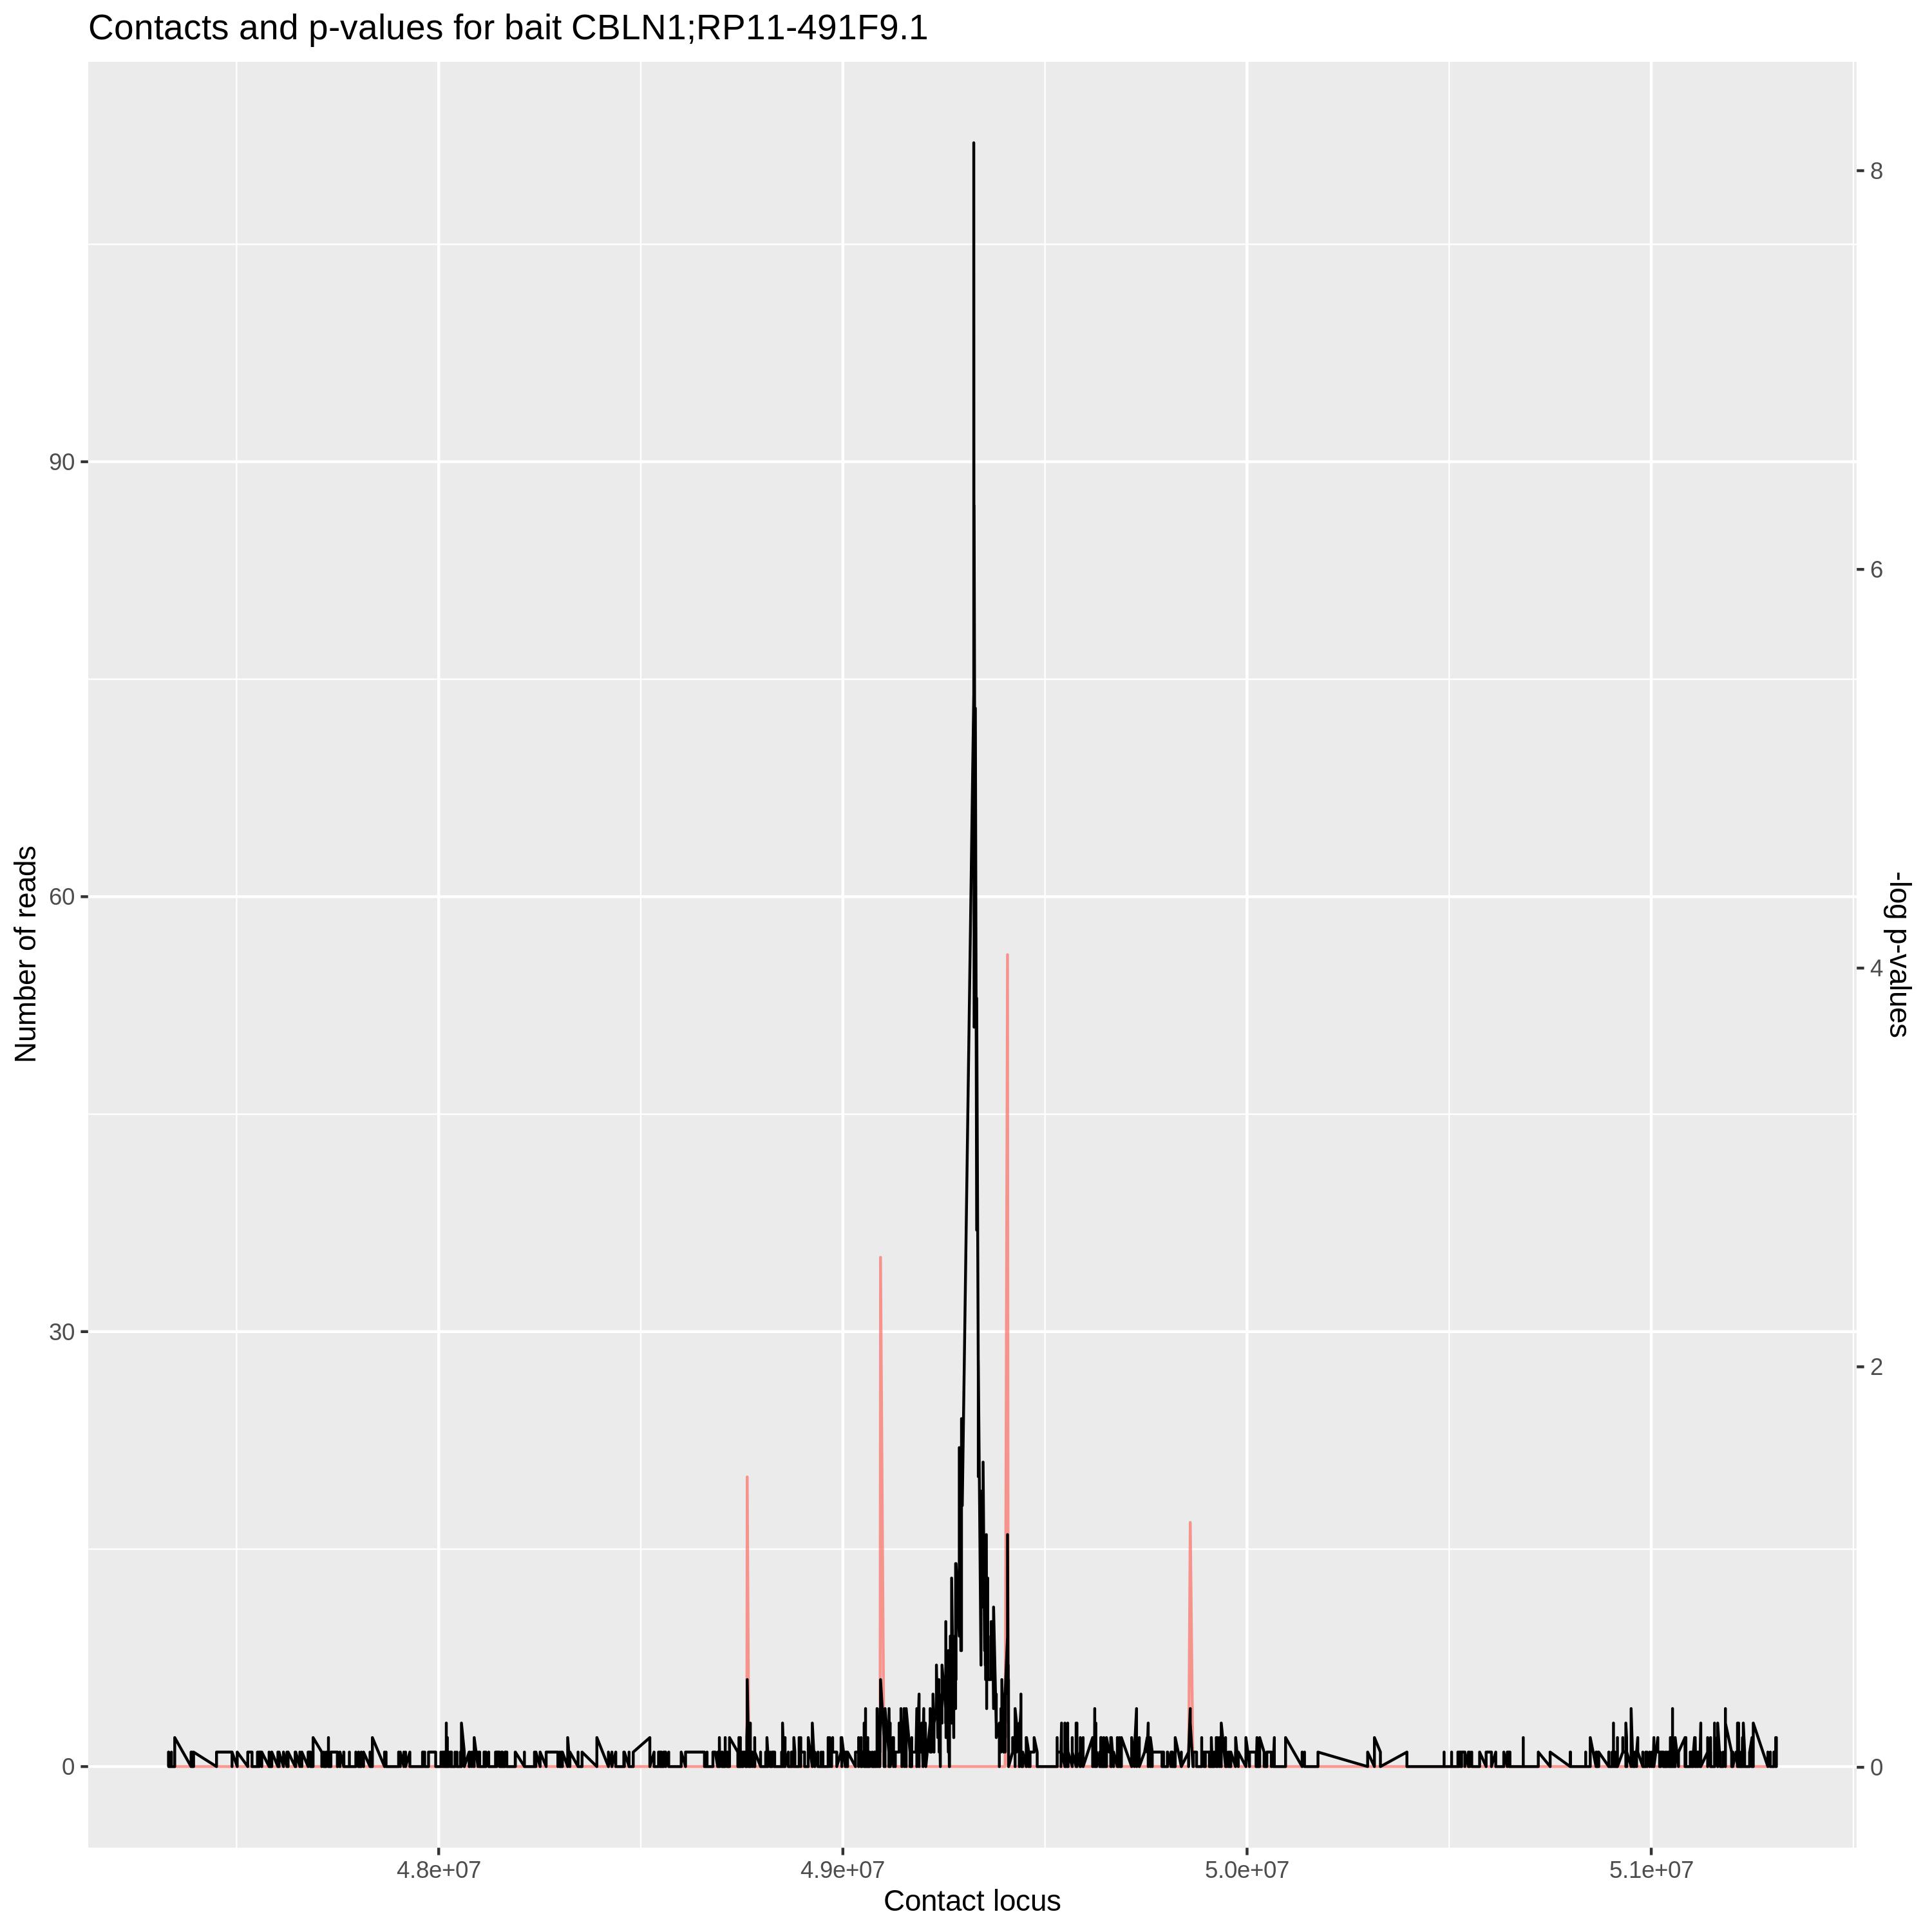 Contacts and p-values for bait CBLN1;RP11-491F9.1
Number of reads
90
60
30
0
8
6
4
2
0
-log p-values
4.8e+07
4.9e+07
5.0e+07
5.1e+07
Contact locus